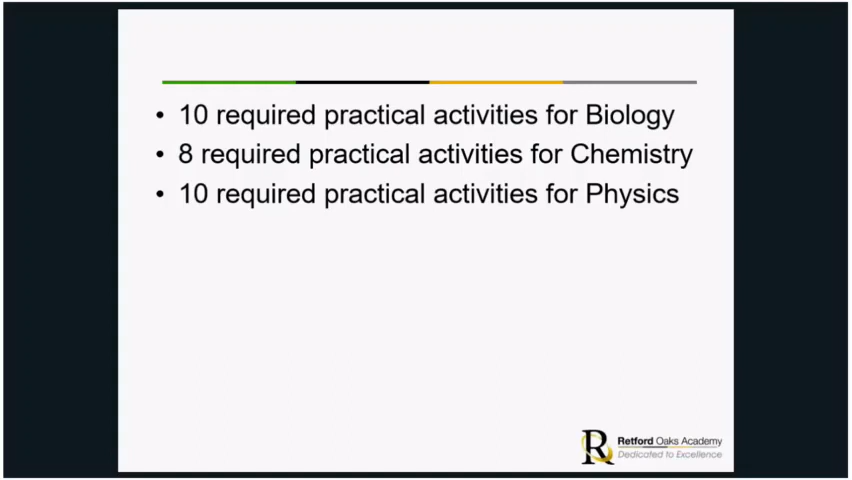 • 10 required practical activities for Biology
• 8 required practical activities for Chemistry
• 10 required practical activities for Physics
R
Retford Oaks Academy
Dedicated to Excellence